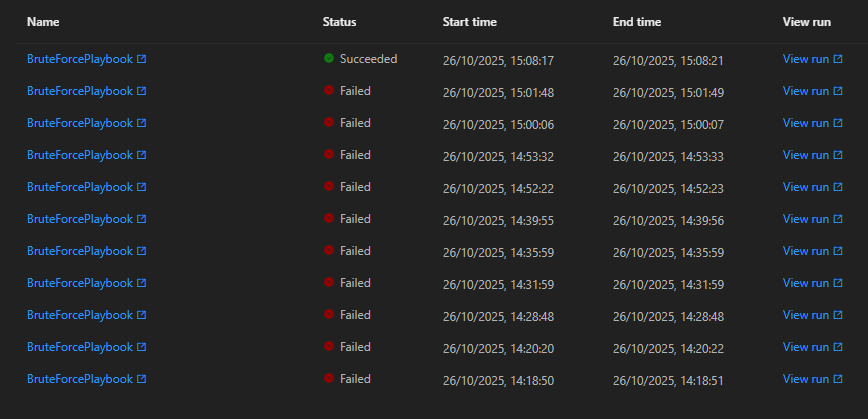 Name Status Start time End time View run
BruteForcePlaybook Succeeded 26/10/2025, 15:08:17 26/10/2025, 15:08:21 View run
BruteForcePlaybook Failed 26/10/2025, 15:01:48 26/10/2025, 15:01:49 View run
BruteForcePlaybook Failed 26/10/2025, 15:00:06 26/10/2025, 15:00:07 View run
BruteForcePlaybook Failed 26/10/2025, 14:53:32 26/10/2025, 14:53:33 View run
BruteForcePlaybook Failed 26/10/2025, 14:52:22 26/10/2025, 14:52:23 View run
BruteForcePlaybook Failed 26/10/2025, 14:39:55 26/10/2025, 14:39:56 View run
BruteForcePlaybook Failed 26/10/2025, 14:35:59 26/10/2025, 14:35:59 View run
BruteForcePlaybook Failed 26/10/2025, 14:31:59 26/10/2025, 14:31:59 View run
BruteForcePlaybook Failed 26/10/2025, 14:28:48 26/10/2025, 14:28:48 View run
BruteForcePlaybook Failed 26/10/2025, 14:20:20 26/10/2025, 14:20:22 View run
BruteForcePlaybook Failed 26/10/2025, 14:18:50 26/10/2025, 14:18:51 View run